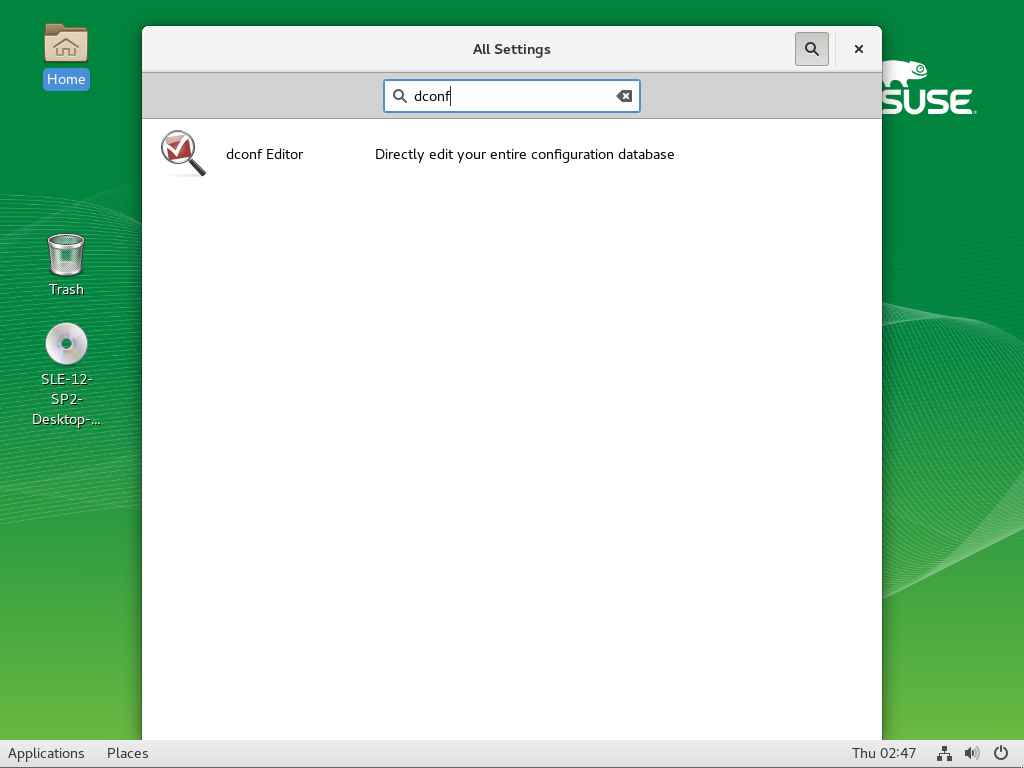 Home
All Settings
SUSE
dconf
dconf Editor Directly edit your entire configuration database
Trash
SLE-12-
SP2-
Desktop-...
Applications Places Thu 02:47